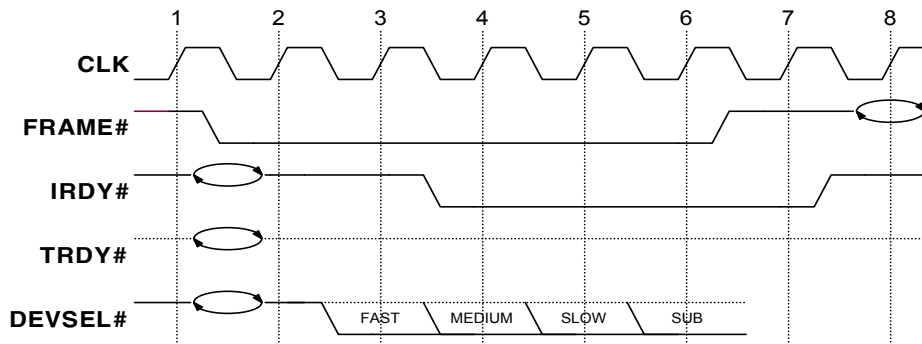 1 2 3 4 5 6 7 8
CLK
FRAME#
IRDY#
TRDY#
DEVSEL#
FAST MEDIUM SLOW SUB